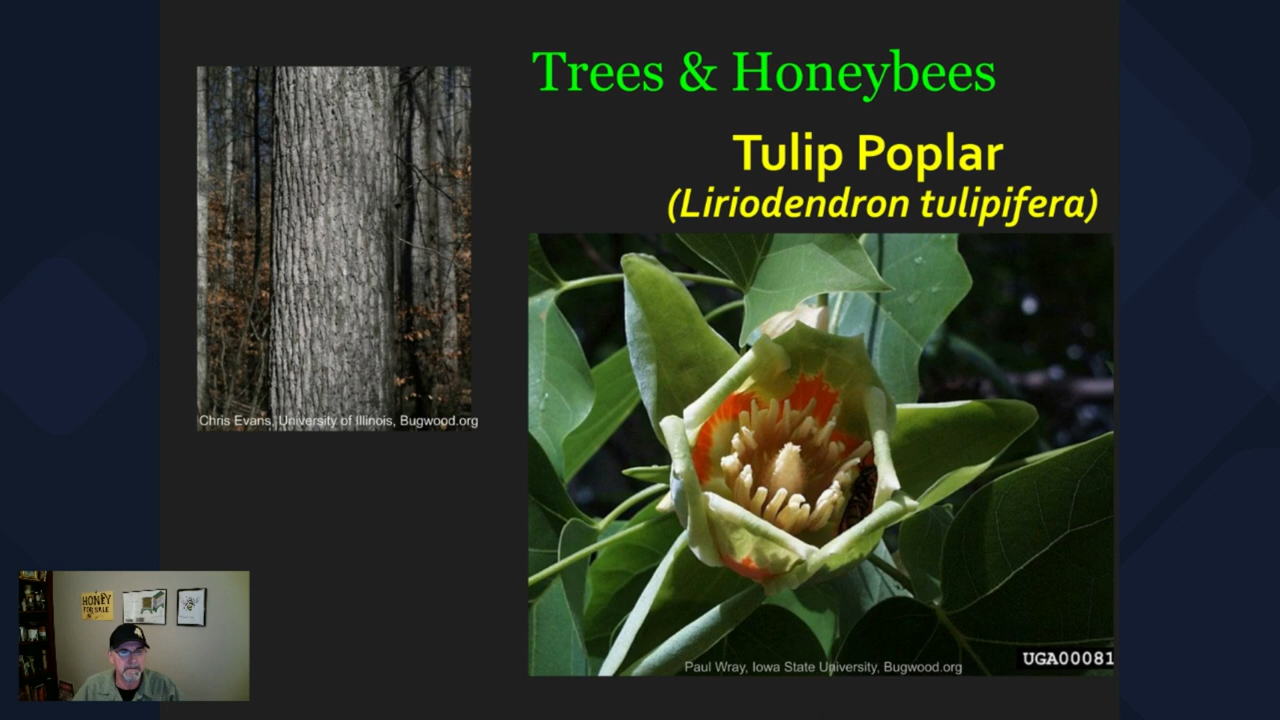 Trees & Honeybees
Tulip Poplar
(Liriodendron tulipifera)
Chris Evans, University of Illinois, Bugwood.org
Paul Wray, Iowa State University, Bugwood.org
UGA00081
HONEY
FOR SALE